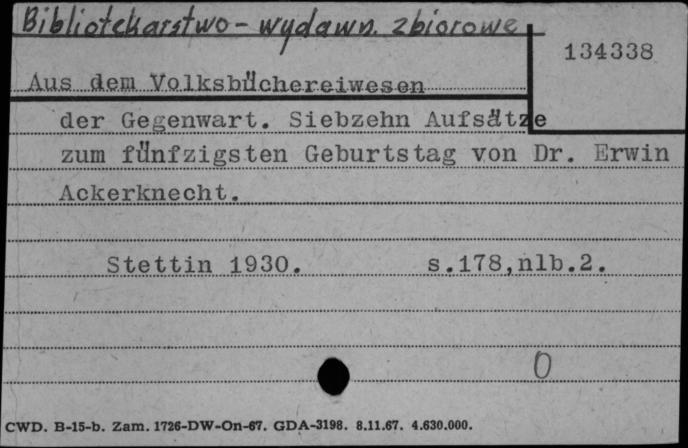 Bibliotekarstwo - wydawn. zbiorowe
134338
Aus dem Volksbüchereiwesen
der Gegenwart. Siebzehn Aufsätze
zum fünfzigsten Geburtstag von Dr. Erwin
Ackerknecht.
Stettin 1930. s.178,nlb.2.
0
CWD. B-15-b. Zam. 1726-DW-On-67. GDA-3198. 8.11.67. 4.630.000.